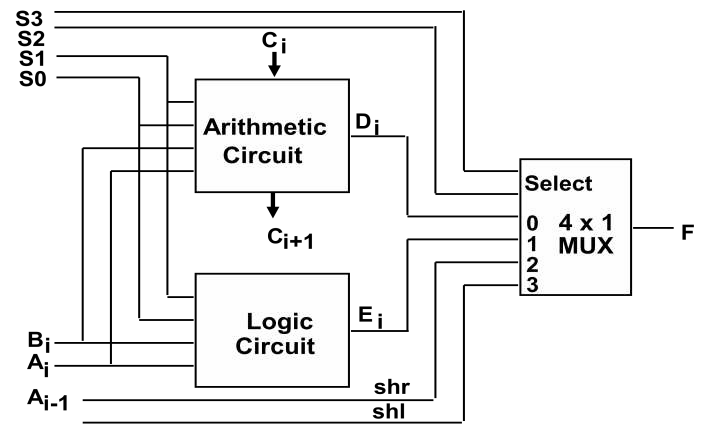 S3
S2
S1
S0
Ci
Arithmetic
Circuit
Di
Ci+1
Select
0
1
2
3
4 x 1
MUX
F
Logic
Circuit
Ei
Bi
Ai
Ai-1
shr
shl